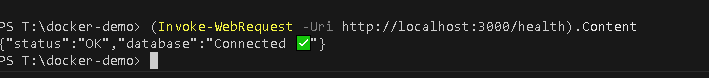 PS T:\docker-demo> (Invoke-WebRequest -Uri http://localhost:3000/health).Content
{"status":"OK","database":"Connected ✅"}
PS T:\docker-demo>